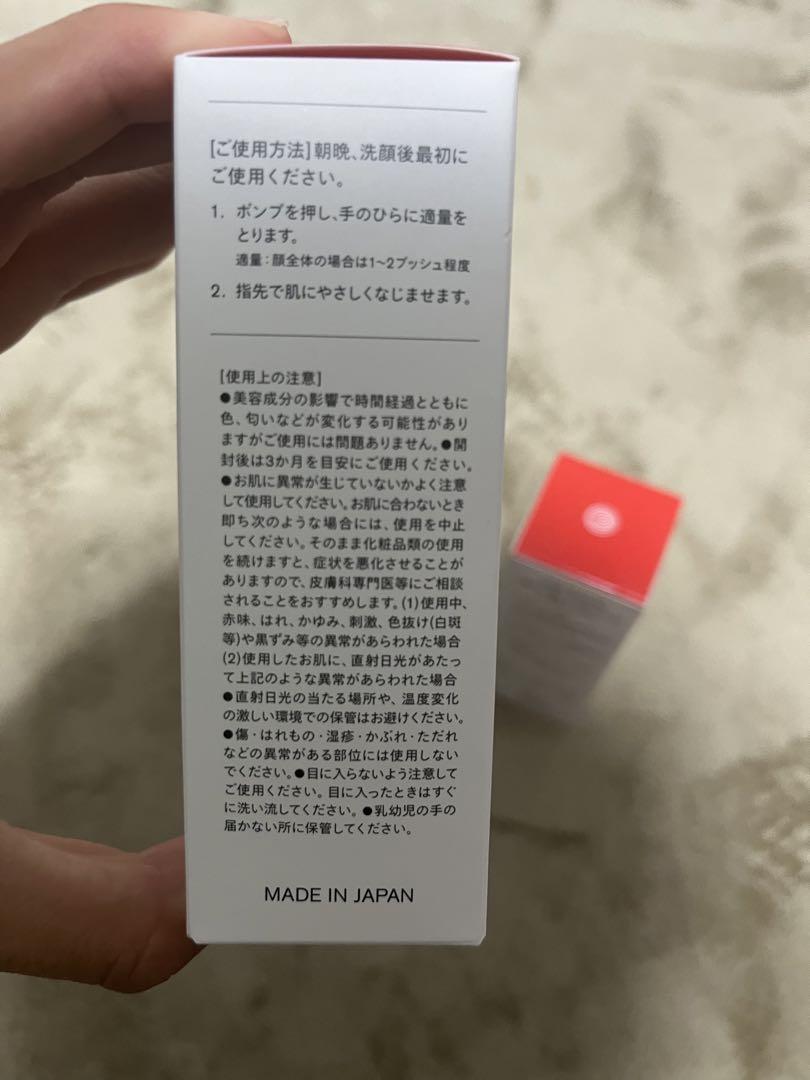 [ご使用方法]朝晩、洗顔後最初に
ご使用ください。
1. ポンプを押し、手のひらに適量を
とります。
適量：顔全体の場合は1〜2プッシュ程度
2. 指先で肌にやさしくなじませます。
[使用上の注意]
●美容成分の影響で時間経過とともに
色、匂いなどが変化する可能性があり
ますがご使用には問題ありません。●開
封後は3か月を目安にご使用ください。
●お肌に異常が生じていないかよく注意
して使用してください。お肌に合わないとき
即ち次のような場合には、使用を中止
してください。そのまま化粧品類の使用
を続けますと、症状を悪化させることが
ありますので、皮膚科専門医等にご相談
されることをおすすめします。(1)使用中、
赤味、はれ、かゆみ、刺激、色抜け(白斑
等)や黒ずみ等の異常があらわれた場合
(2)使用したお肌に、直射日光があたっ
て上記のような異常があらわれた場合
●直射日光の当たる場所や、温度変化
の激しい環境での保管はお避けください。
●傷・はれもの・湿疹・かぶれ・ただれ
などの異常がある部位には使用しない
でください。●目に入らないよう注意して
ご使用ください。目に入ったときはすぐ
に洗い流してください。●乳幼児の手の
届かない所に保管してください。
MADE IN JAPAN